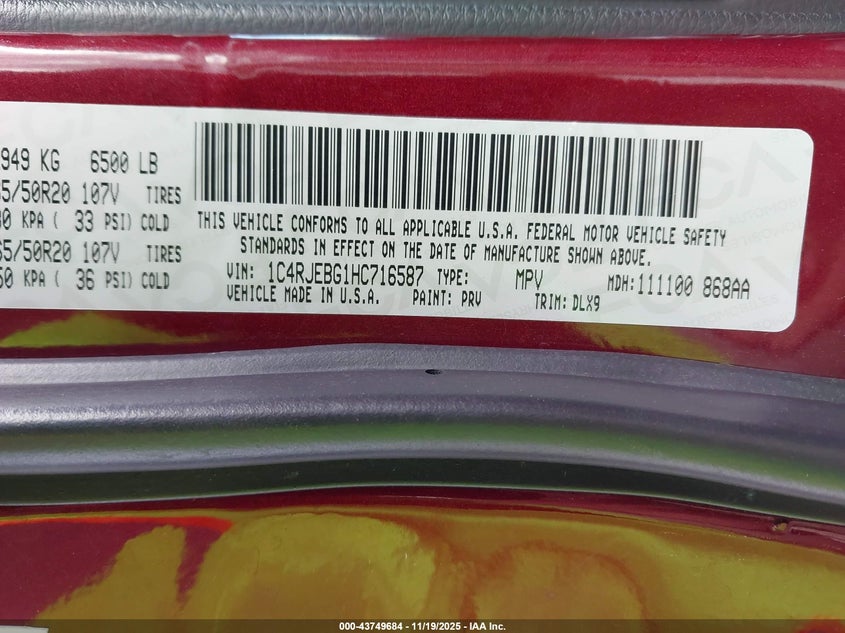 949 KG 6500 LB
5/50R20 107V TIRES
0 KPA ( 33 PSI) COLD
5/50R20 107V TIRES
50 KPA ( 36 PSI) COLD
THIS VEHICLE CONFORMS TO ALL APPLICABLE U.S.A. FEDERAL MOTOR VEHICLE SAFETY
STANDARDS IN EFFECT ON THE DATE OF MANUFACTURE SHOWN ABOVE.
VIN: 1C4RJEBG1HC716587 TYPE: MPV MDH:111100 868AA
VEHICLE MADE IN U.S.A. PAINT: PRV TRIM: DLX9
000-43749684 - 11/19/2025 - IAA Inc.